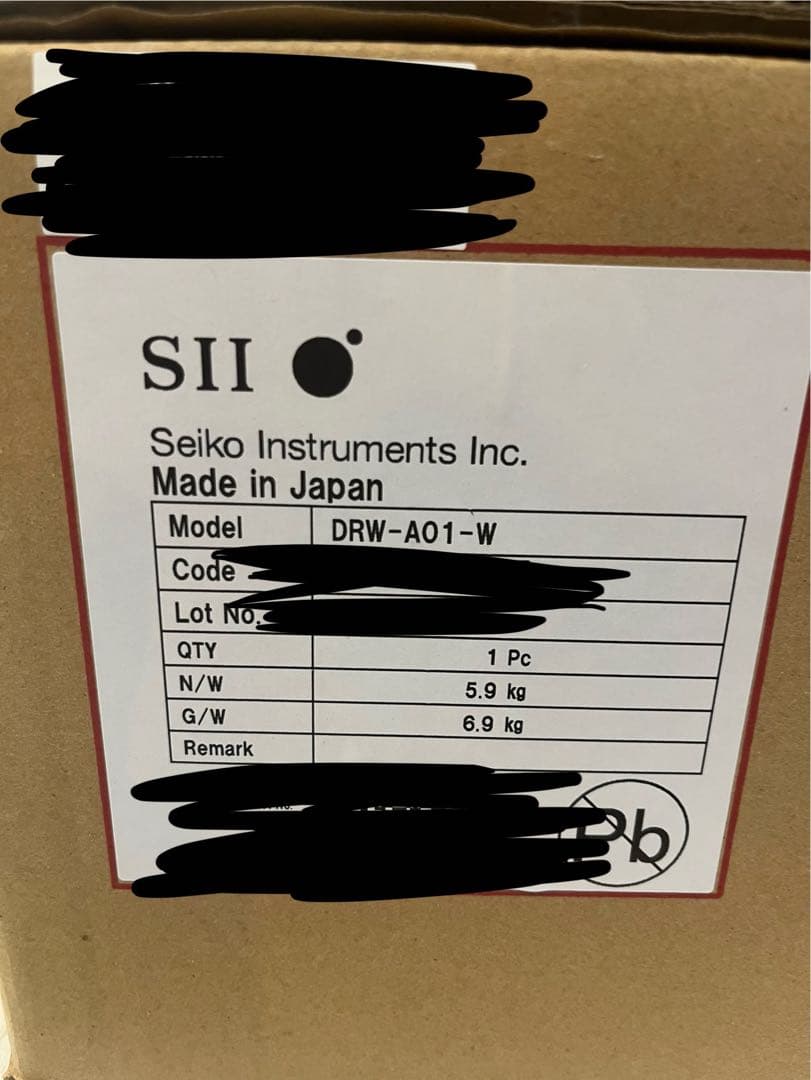 SII
Seiko Instruments Inc.
Made in Japan
Model DRW-A01-W
Code
Lot No.
QTY 1 Pc
N/W 5.9 kg
G/W 6.9 kg
Remark
Pb